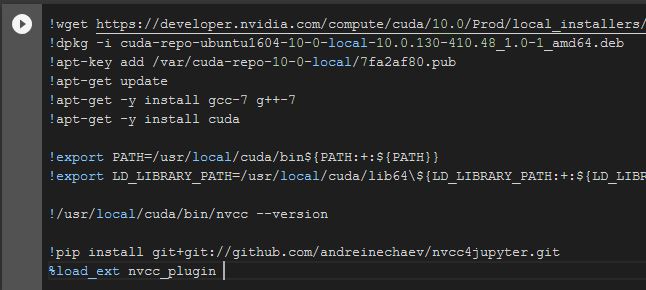 !wget https://developer.nvidia.com/compute/cuda/10.0/Prod/local_installers/
!dpkg -i cuda-repo-ubuntu1604-10-0-local-10.0.130-410.48_1.0-1_amd64.deb
!apt-key add /var/cuda-repo-10-0-local/7fa2af80.pub
!apt-get update
!apt-get -y install gcc-7 g++-7
!apt-get -y install cuda
!export PATH=/usr/local/cuda/bin${PATH:+:${PATH}}
!export LD_LIBRARY_PATH=/usr/local/cuda/lib64\${LD_LIBRARY_PATH:+:${LD_LIBR
!/usr/local/cuda/bin/nvcc --version
!pip install git+git://github.com/andreinechaev/nvcc4jupyter.git
%load_ext nvcc_plugin